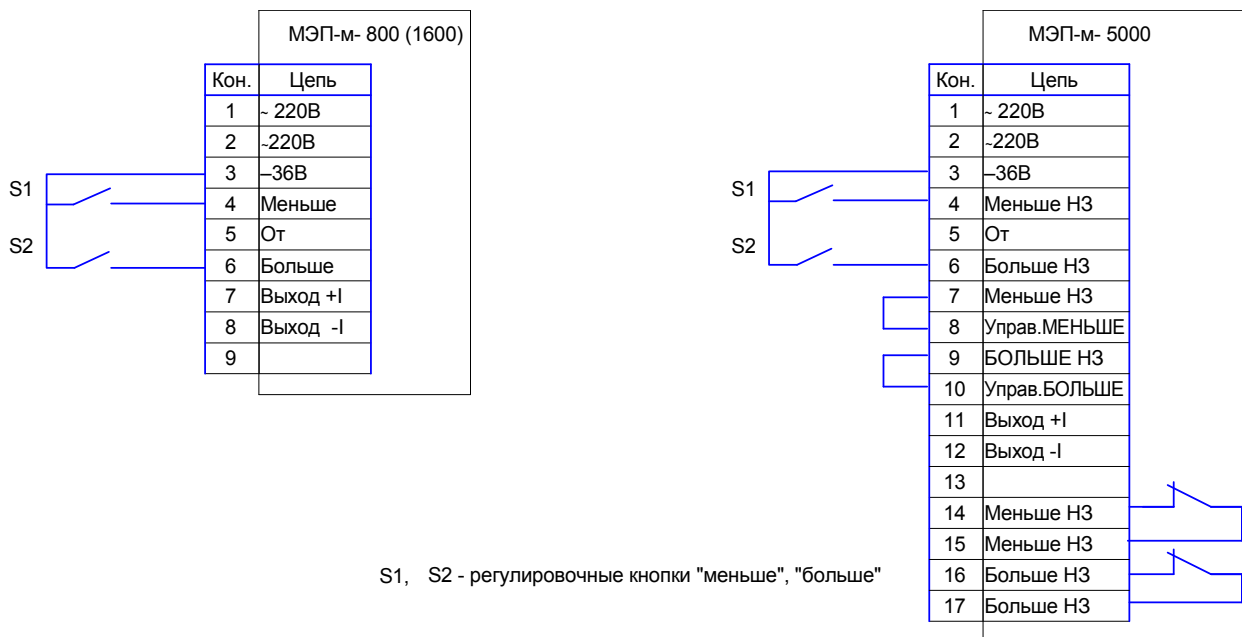 МЭП-м- 800 (1600)
Кон. Цепь
1 ~ 220В
2 ~220В
3 –36В
4 Меньше
5 От
6 Больше
7 Выход +I
8 Выход -I
9
S1
S2
МЭП-м- 5000
Кон. Цепь
1 ~ 220В
2 ~220В
3 –36В
4 Меньше НЗ
5 От
6 Больше НЗ
7 Меньше НЗ
8 Управ.МЕНЬШЕ
9 БОЛЬШЕ НЗ
10 Управ.БОЛЬШЕ
11 Выход +I
12 Выход -I
13
14 Меньше НЗ
15 Меньше НЗ
16 Больше НЗ
17 Больше НЗ
S1
S2
S1, S2 - регулировочные кнопки "меньше", "больше"